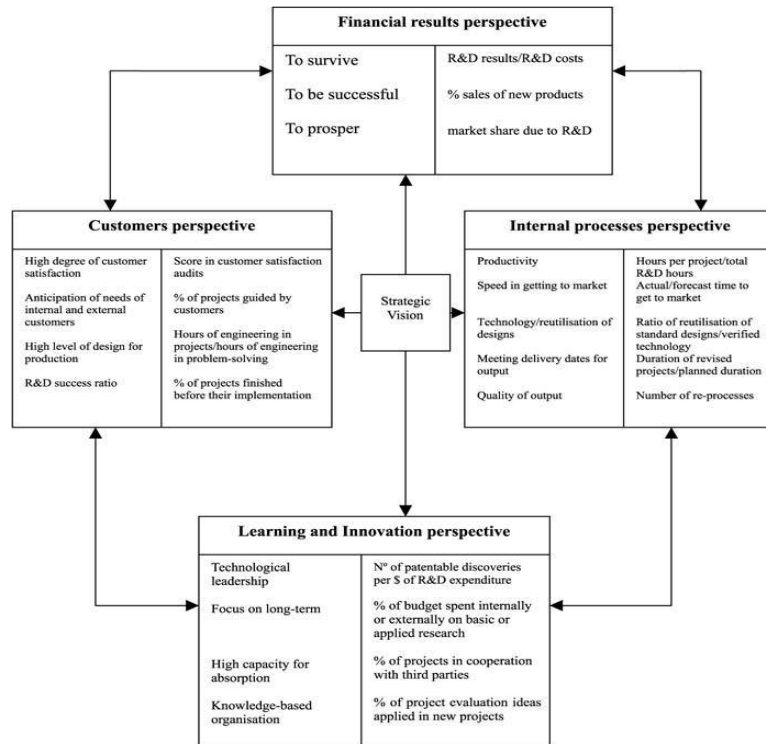 Financial results perspective
To survive
To be successful
To prosper
R&D results/R&D costs
% sales of new products
market share due to R&D
Customers perspective
High degree of customer
satisfaction
Anticipation of needs of
internal and external
customers
High level of design for
production
R&D success ratio
Score in customer satisfaction
audits
% of projects guided by
customers
Hours of engineering in
projects/hours of engineering
in problem-solving
% of projects finished
before their implementation
Strategic
Vision
Internal processes perspective
Productivity
Speed in getting to market
Technology/reutilisation of
designs
Meeting delivery dates for
output
Quality of output
Hours per project/total
R&D hours
Actual/forecast time to
get to market
Ratio of reutilisation of
standard designs/verified
technology
Duration of revised
projects/planned duration
Number of re-processes
Learning and Innovation perspective
Technological
leadership
Focus on long-term
High capacity for
absorption
Knowledge-based
organisation
Nº of patentable discoveries
per $ of R&D expenditure
% of budget spent internally
or externally on basic or
applied research
% of projects in cooperation
with third parties
% of project evaluation ideas
applied in new projects